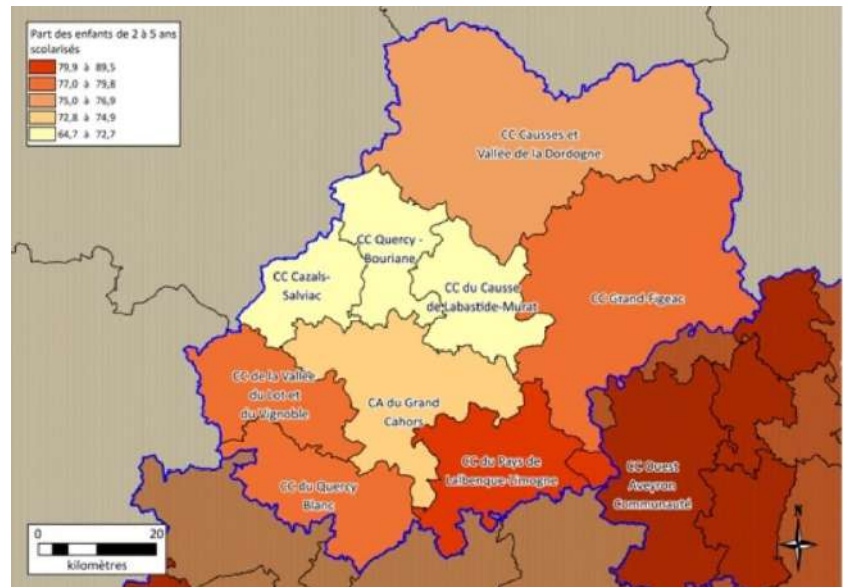 Part des enfants de 2 à 5 ans
scolarisés
79,9 à 89,5
77,0 à 79,8
75,0 à 76,9
72,8 à 74,9
64,7 à 72,7
CC Causses et
Vallée de la Dordogne
CC Quercy -
Bouriane
CC Cazals-
Salviac
CC du Causse
de Labastide-Murat
CC Grand-Figeac
CC de la Vallée
du Lot et
du Vignoble
CA du Grand
Cahors
CC du Pays de
Lalbenque-Limogne
CC Ouest
Aveyron
Communauté
CC du Quercy
Blanc
N
0 20
kilomètres